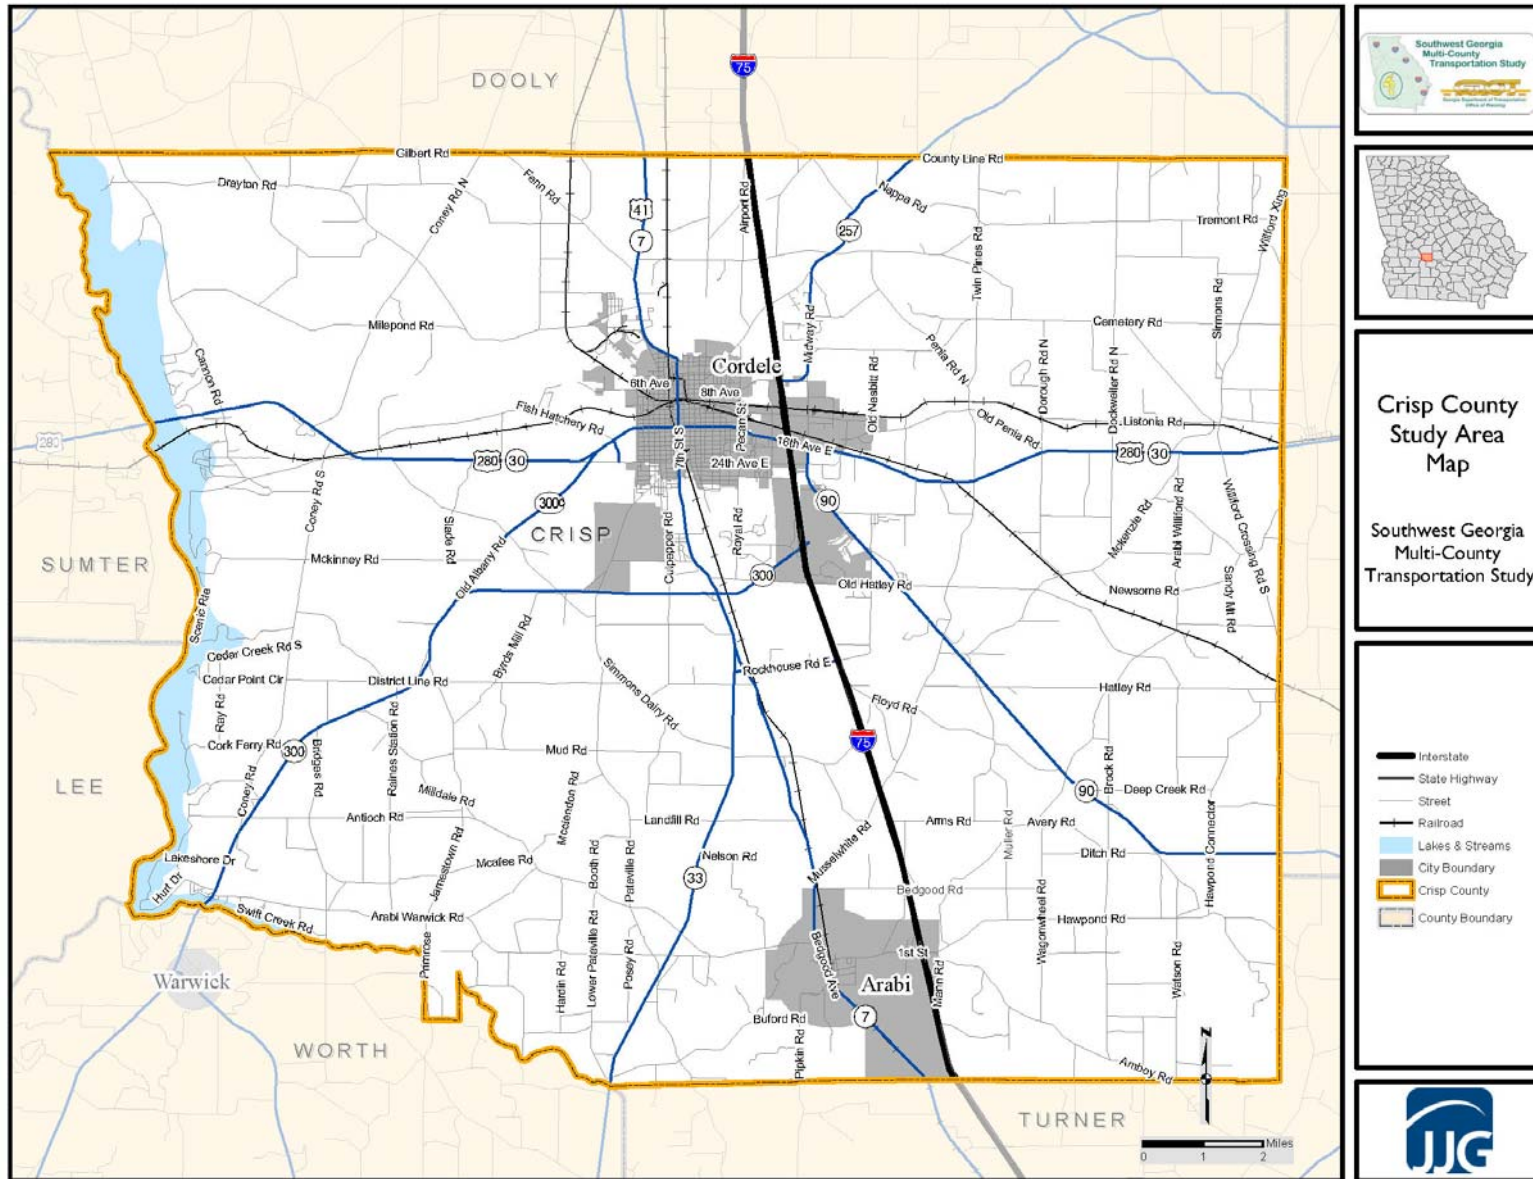 DOOLY
75
Southwest Georgia
Multi-County
Transportation Study
GDOT
Georgia Department of Transportation
Office of Planning
Gilbert Rd
County Line Rd
Drayton Rd
Coney Rd N
Fenn Rd
41
7
Airport Rd
257
Nappa Rd
Twin Pines Rd
Tremont Rd
Williford Xing
Milepond Rd
Midway Rd
Cemetery Rd
Simmons Rd
Cannon Rd
Cordele
6th Ave
8th Ave
Old Nesbitt Rd
Penia Rd N
Dorough Rd N
Dockweiler Rd N
Fish Hatchery Rd
Pecan St
Old Penia Rd
Listonia Rd
280
280
30
7th St S
24th Ave E
16th Ave E
280
30
Crisp County
Study Area
Map
Coney Rd S
300
90
CRISP
Slade Rd
Culpepper Rd
Royal Rd
Mckenzie Rd
Arabi Williford Rd
Williford Crossing Rd S
Southwest Georgia
Multi-County
Transportation Study
SUMTER
Mckinney Rd
Old Albany Rd
300
Old Hatley Rd
Newsome Rd
Sandy Mt Rd
Scenic Rte
Cedar Creek Rd S
Byrds Mill Rd
Rockhouse Rd E
Cedar Point Cir
District Line Rd
Simmons Dairy Rd
Floyd Rd
Hatley Rd
Ray Rd
Raines Station Rd
Cork Ferry Rd
300
Bridges Rd
Mud Rd
75
LEE
Coney Rd
Milldale Rd
Mcclendon Rd
90
Brock Rd
Deep Creek Rd
Antioch Rd
Landfill Rd
Arms Rd
Avery Rd
Muller Rd
Hawpond Connector
Lakeshore Dr
Jamestown Rd
Mcafee Rd
Nelson Rd
Musselwhite Rd
Ditch Rd
Hurt Dr
Booth Rd
Pateville Rd
33
Bedgood Rd
Swift Creek Rd
Arabi Warwick Rd
Wagonwheel Rd
Hawpond Rd
Primrose
Hardin Rd
Lower Pateville Rd
Posey Rd
Bedgood Ave
1st St
Warwick
Arabi
Mann Rd
Watson Rd
Buford Rd
7
Pipkin Rd
WORTH
Amboy Rd
N
TURNER
Miles
0 1 2
Interstate
State Highway
Street
Railroad
Lakes & Streams
City Boundary
Crisp County
County Boundary
JJG